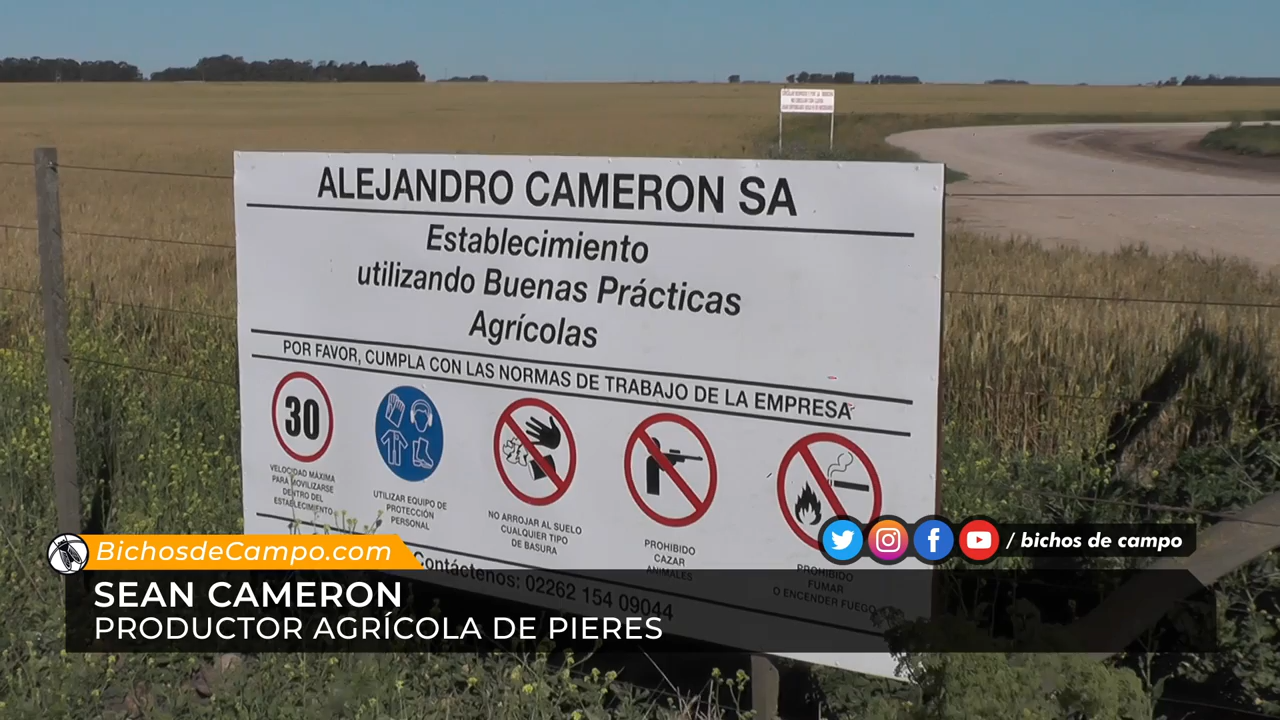 ALEJANDRO CAMERON SA
Establecimiento
utilizando Buenas Prácticas
Agrícolas
POR FAVOR, CUMPLA CON LAS NORMAS DE TRABAJO DE LA EMPRESA
30
VELOCIDAD MÁXIMA
PARA MOVILIZARSE
DENTRO DEL
ESTABLECIMIENTO
UTILIZAR EQUIPO DE
PROTECCIÓN
PERSONAL
NO ARROJAR AL SUELO
CUALQUIER TIPO
DE BASURA
PROHIBIDO
CAZAR
ANIMALES
PROHIBIDO
FUMAR
O ENCENDER FUEGO
Contáctenos: 02262 154 09044
/ bichos de campo
BichosdeCampo.com
SEAN CAMERON
PRODUCTOR AGRÍCOLA DE PIERES